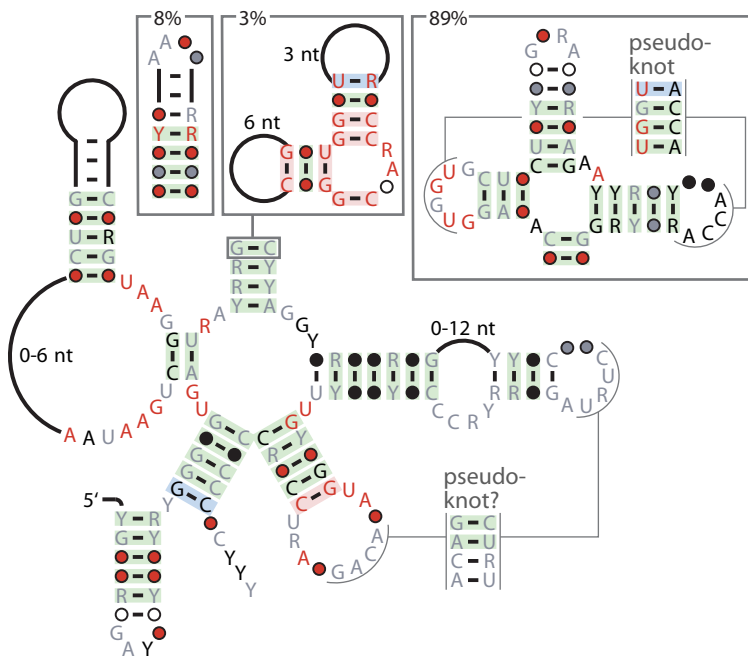 8%
A A
R
Y R
3%
3 nt
U R
G C
G C
6 nt
G U G
C G G C
R
A
89%
G R A
Y R
U A
C G A A
pseudo-
knot
U A
G C
G C
U A
G C U
U G G U
A G G
A
C G
Y Y R Y
G R Y R
A C C A
G C
U R
C G
U A A G G
0-6 nt
A A U A A G U C
G C
R Y
R Y
Y A
U R A
A G U
G Y
U U
0-12 nt
R R R G
Y Y Y C
C C R Y R Y
Y Y C
R R
C U R U A G
G C C G
G C R Y
G C C G
G C C G
C Y Y Y
U A
A C A G
A R U
pseudo-
knot?
G C
A U
C R
A U
5‘
Y R Y
G Y
R Y
G A Y